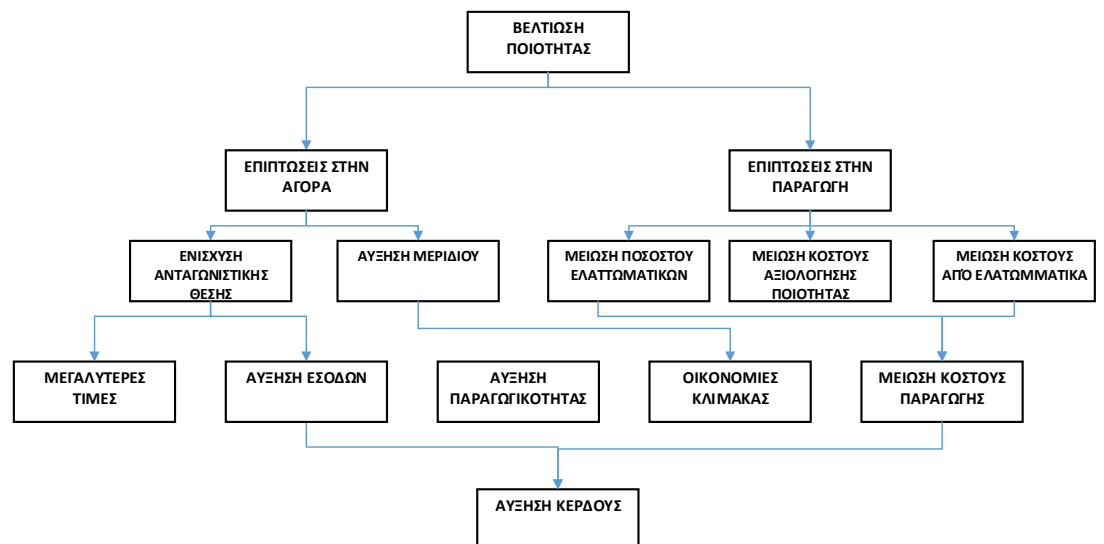 ΒΕΛΤΙΩΣΗ
ΠΟΙΟΤΗΤΑΣ
ΕΠΙΠΤΩΣΕΙΣ ΣΤΗΝ
ΑΓΟΡΑ
ΕΠΙΠΤΩΣΕΙΣ ΣΤΗΝ
ΠΑΡΑΓΩΓΗ
ΕΝΙΣΧΥΣΗ
ΑΝΤΑΓΩΝΙΣΤΙΚΗΣ
ΘΕΣΗΣ
ΑΥΞΗΣΗ ΜΕΡΙΔΙΟΥ
ΜΕΙΩΣΗ ΠΟΣΟΣΤΟΥ
ΕΛΑΤΤΩΜΑΤΙΚΩΝ
ΜΕΙΩΣΗ ΚΟΣΤΟΥΣ
ΑΞΙΟΛΟΓΗΣΗΣ
ΠΟΙΟΤΗΤΑΣ
ΜΕΙΩΣΗ ΚΟΣΤΟΥΣ
ΑΠΌ ΕΛΑΤΩΜΜΑΤΙΚΑ
ΜΕΓΑΛΥΤΕΡΕΣ
ΤΙΜΕΣ
ΑΥΞΗΣΗ ΕΣΟΔΩΝ
ΑΥΞΗΣΗ
ΠΑΡΑΓΩΓΙΚΟΤΗΤΑΣ
ΟΙΚΟΝΟΜΙΕΣ
ΚΛΙΜΑΚΑΣ
ΜΕΙΩΣΗ ΚΟΣΤΟΥΣ
ΠΑΡΑΓΩΓΗΣ
ΑΥΞΗΣΗ ΚΕΡΔΟΥΣ